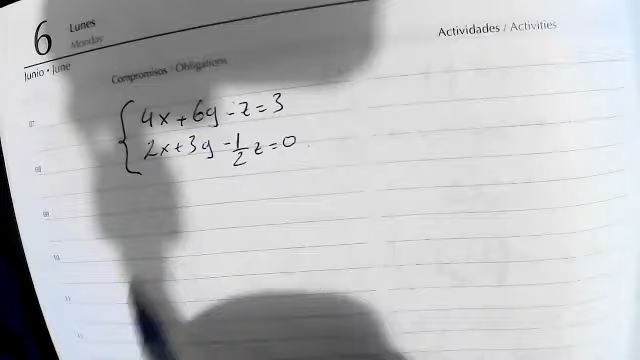 6 Lunes
Monday
Actividades / Activities
Junio • June
Compromisos / Obligations
07
4x + 6y - z = 3
2x + 3y - 1/2 z = 0
08
09
10
11